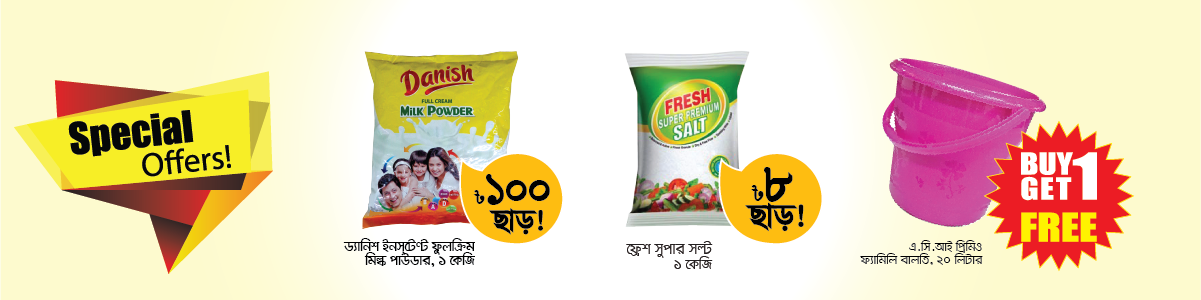 Special
Offers!
Danish
FULL CREAM
MILK POWDER
৳১০০
ছাড়!
ড্যানিশ ইনসটেন্ট ফুলক্রিম
মিল্ক পাউডার, ১ কেজি
FRESH
SUPER PREMIUM
SALT
৳৮
ছাড়!
ফ্রেশ সুপার সল্ট
১ কেজি
BUY 1
GET
FREE
এ.সি.আই প্রিমিও
ফ্যামিলি বালতি, ২০ লিটার